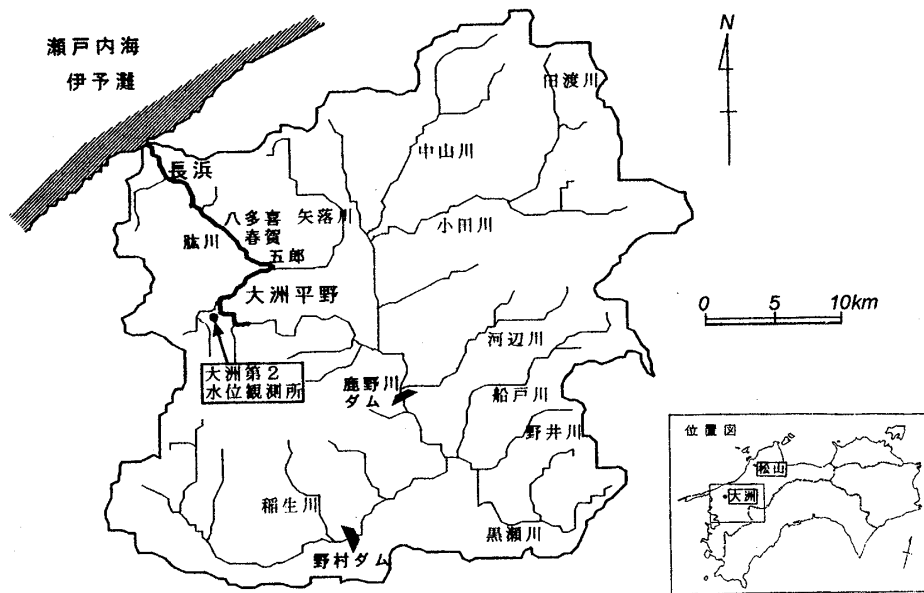 瀬戸内海
伊予灘
N
田渡川
中山川
長浜
八多喜
春賀
矢落川
小田川
肱川
五郎
大洲平野
0 5 10km
河辺川
大洲第2
水位観測所
鹿野川
ダム
船戸川
野井川
位置図
松山
大洲
稲生川
黒瀬川
野村ダム